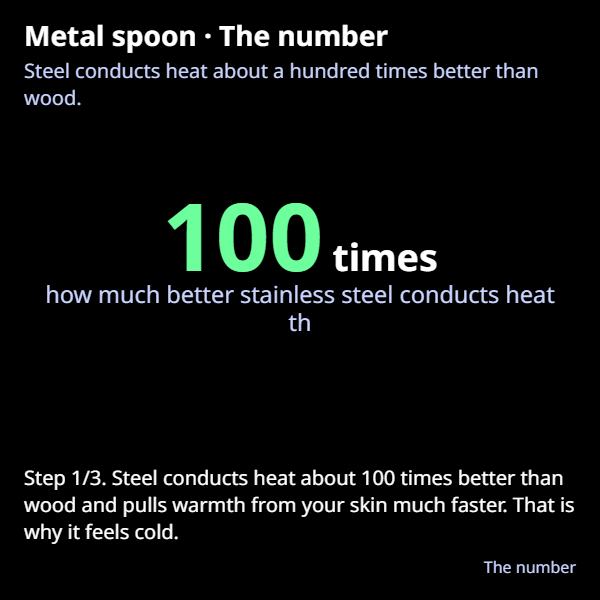 Metal spoon · The number
Steel conducts heat about a hundred times better than
wood.
100 times
how much better stainless steel conducts heat
th
Step 1/3. Steel conducts heat about 100 times better than
wood and pulls warmth from your skin much faster. That is
why it feels cold.
The number